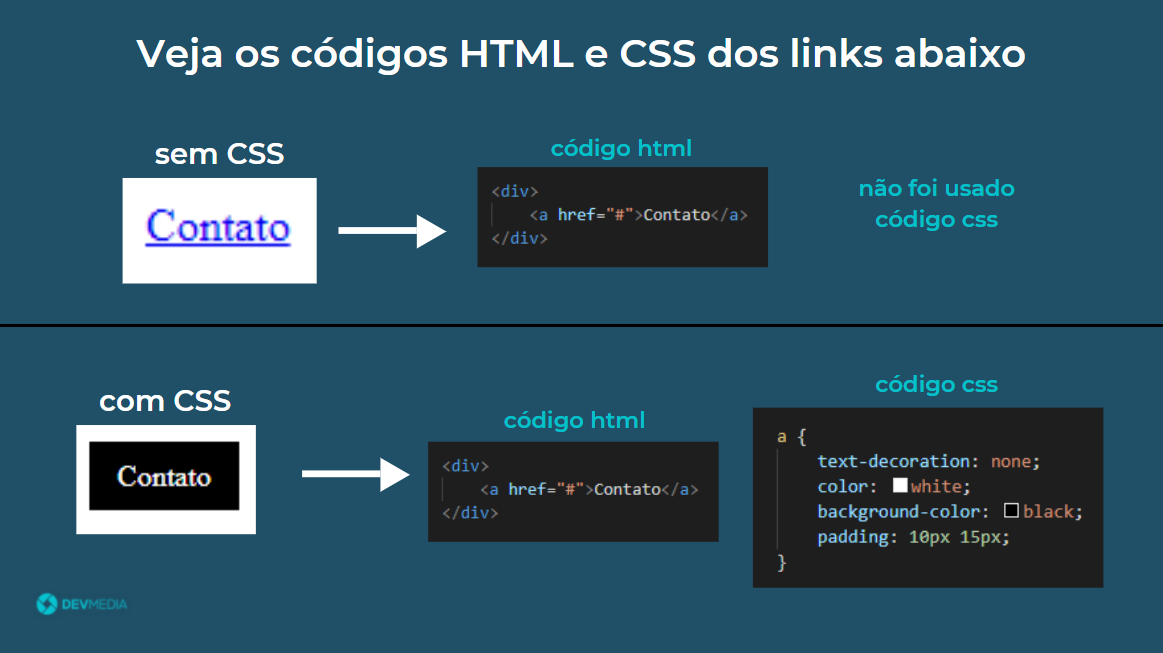 Veja os códigos HTML e CSS dos links abaixo
sem CSS
Contato
código html
<div>
    <a href="#">Contato</a>
</div>
não foi usado
código css
com CSS
Contato
código html
<div>
    <a href="#">Contato</a>
</div>
código css
a {
    text-decoration: none;
    color: white;
    background-color: black;
    padding: 10px 15px;
}
DEVMEDIA